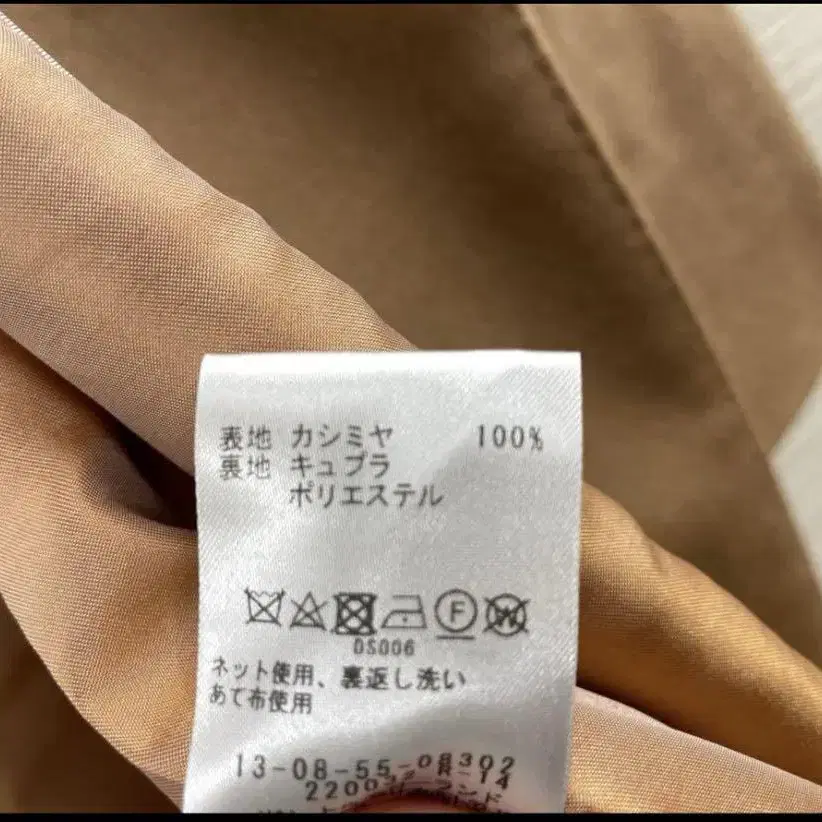 表地 カシミヤ 100%
裏地 キュプラ
ポリエステル
F W
DS006
ネット使用、裏返し洗い
あて布使用
13-08-55-08302